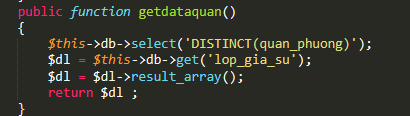 public function getdataquan()
{
$this->db->select('DISTINCT(quan_phuong)');
$dl = $this->db->get('lop_gia_su');
$dl = $dl->result_array();
return $dl ;
}